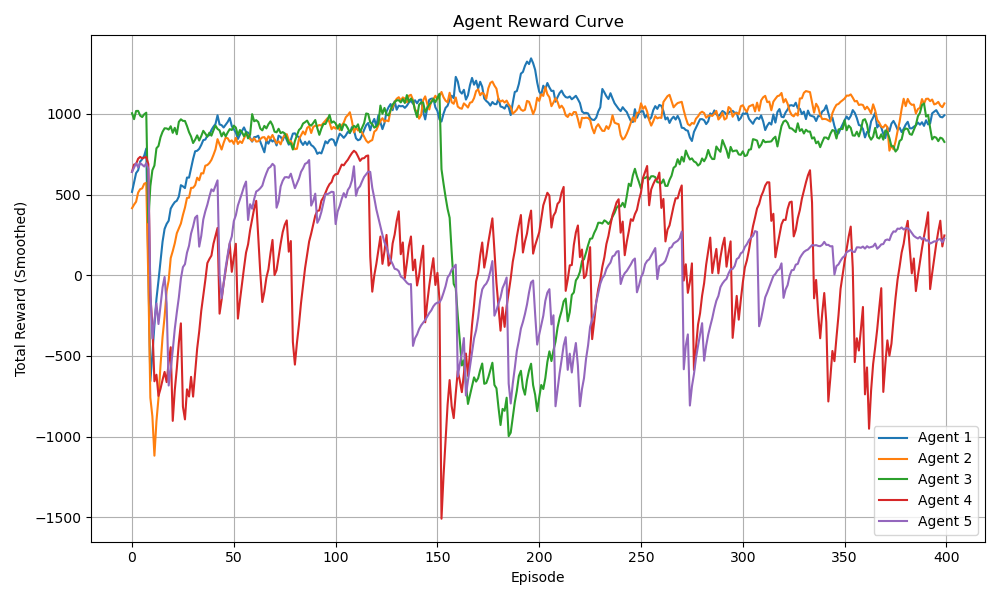 Agent Reward Curve
Total Reward (Smoothed)
1000
500
0
−500
−1000
−1500
0 50 100 150 200 250 300 350 400
Episode
Agent 1
Agent 2
Agent 3
Agent 4
Agent 5